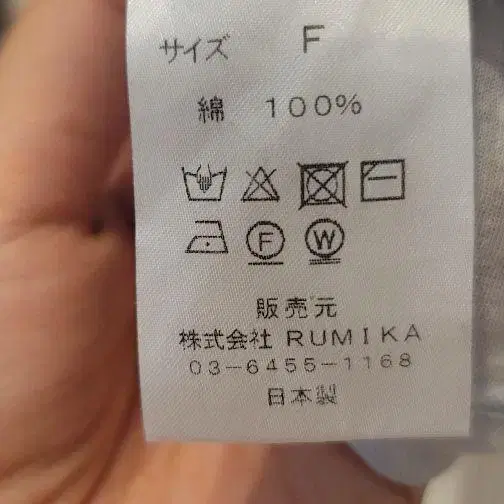 サイズ F
綿 100%
F W
販売元
株式会社 RUMIKA
03-6455-1168
日本製